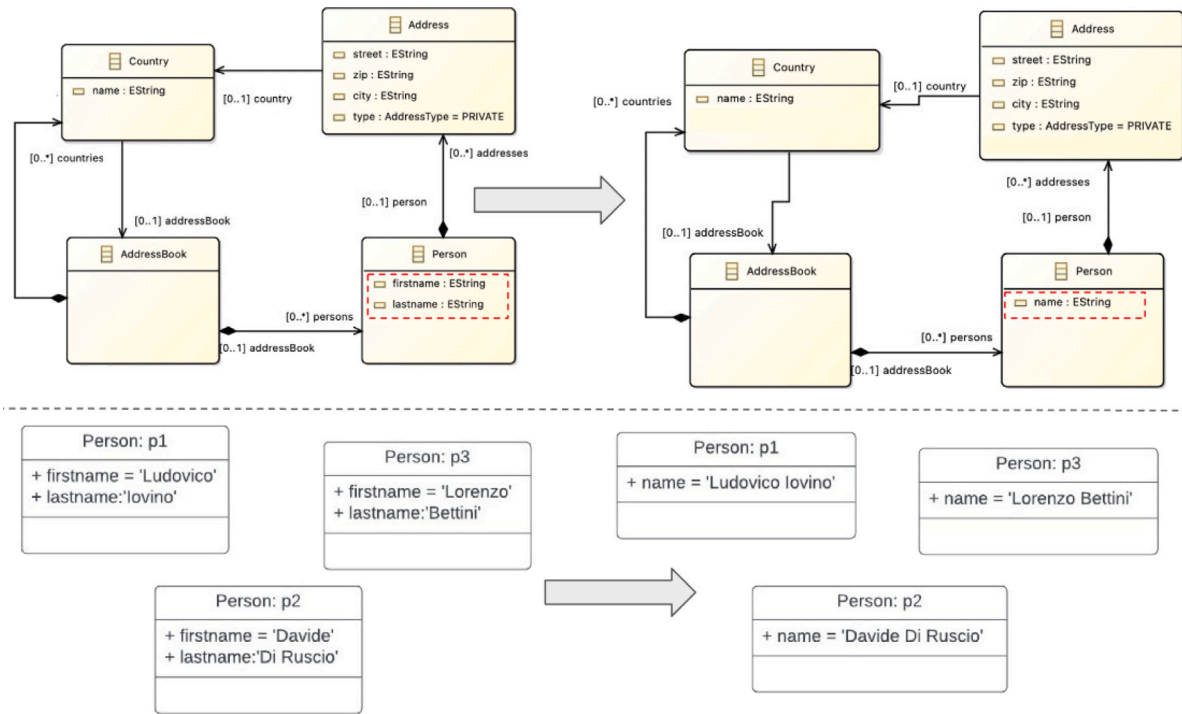 Country
name : EString
Address
street : EString
zip : EString
city : EString
type : AddressType = PRIVATE
[0..1] country
[0..*] countries
[0..*] addresses
[0..1] person
[0..1] addressBook
AddressBook
Person
firstname : EString
lastname : EString
[0..*] persons
[0..1] addressBook
Address
street : EString
zip : EString
city : EString
type : AddressType = PRIVATE
Country
name : EString
[0..*] countries
[0..1] country
[0..*] addresses
[0..1] person
[0..1] addressBook
AddressBook
Person
name : EString
[0..*] persons
[0..1] addressBook
Person: p1
+ firstname = 'Ludovico'
+ lastname:'Iovino'
Person: p3
+ firstname = 'Lorenzo'
+ lastname:'Bettini'
Person: p2
+ firstname = 'Davide'
+ lastname:'Di Ruscio'
Person: p1
+ name = 'Ludovico Iovino'
Person: p3
+ name = 'Lorenzo Bettini'
Person: p2
+ name = 'Davide Di Ruscio'